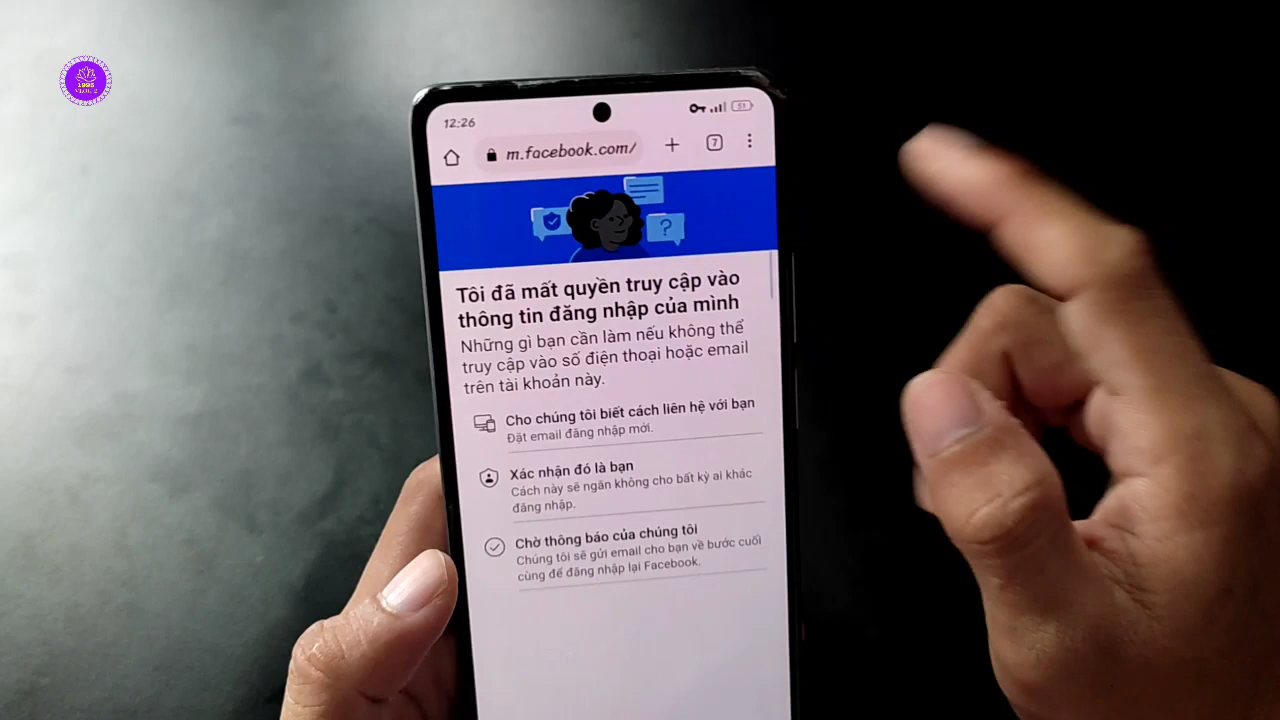 1995
VLOG 2
12:26
51
m.facebook.com/
7
?
Tôi đã mất quyền truy cập vào
thông tin đăng nhập của mình
Những gì bạn cần làm nếu không thể
truy cập vào số điện thoại hoặc email
trên tài khoản này.
Cho chúng tôi biết cách liên hệ với bạn
Đặt email đăng nhập mới.
Xác nhận đó là bạn
Cách này sẽ ngăn không cho bất kỳ ai khác
đăng nhập.
Chờ thông báo của chúng tôi
Chúng tôi sẽ gửi email cho bạn về bước cuối
cùng để đăng nhập lại Facebook.